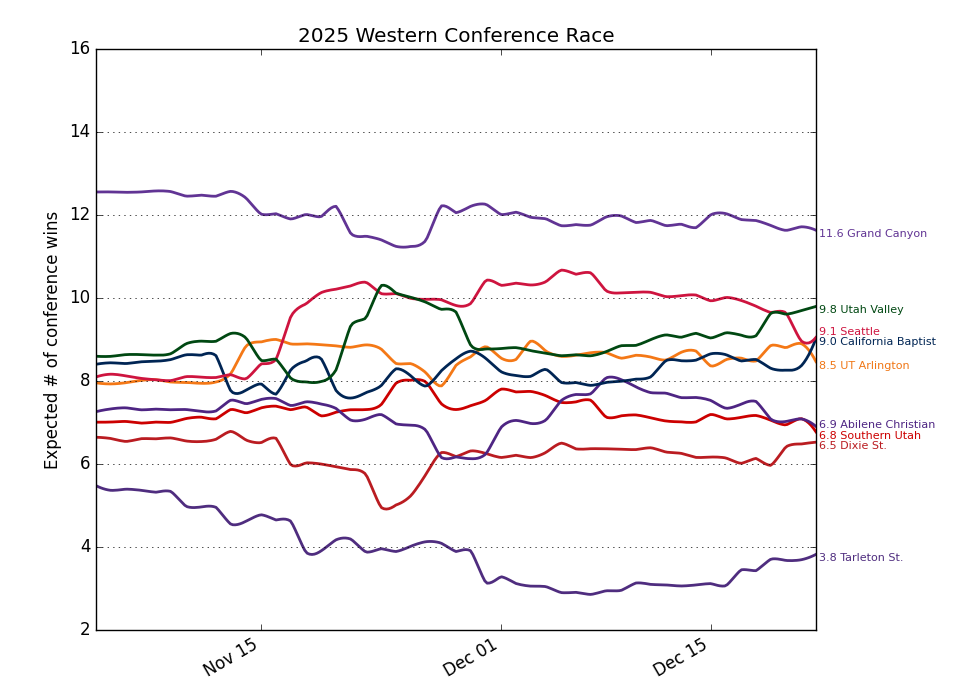 2025 Western Conference Race
Expected # of conference wins
16
14
12
10
8
6
4
2
Nov 15
Dec 01
Dec 15
11.6 Grand Canyon
9.8 Utah Valley
9.1 Seattle
9.0 California Baptist
8.5 UT Arlington
6.9 Abilene Christian
6.8 Southern Utah
6.5 Dixie St.
3.8 Tarleton St.